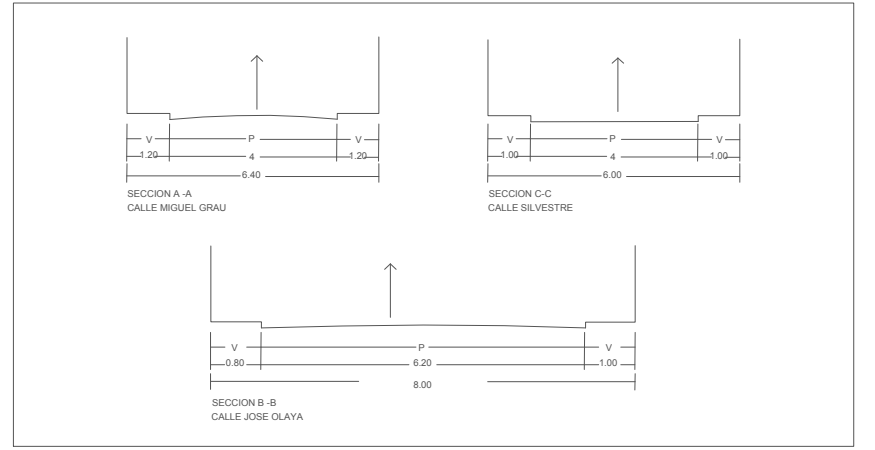 V P V
1.20 4 1.20
6.40
SECCION A -A
CALLE MIGUEL GRAU
V P V
1.00 4 1.00
6.00
SECCION C-C
CALLE SILVESTRE
V P V
0.80 6.20 1.00
8.00
SECCION B -B
CALLE JOSE OLAYA